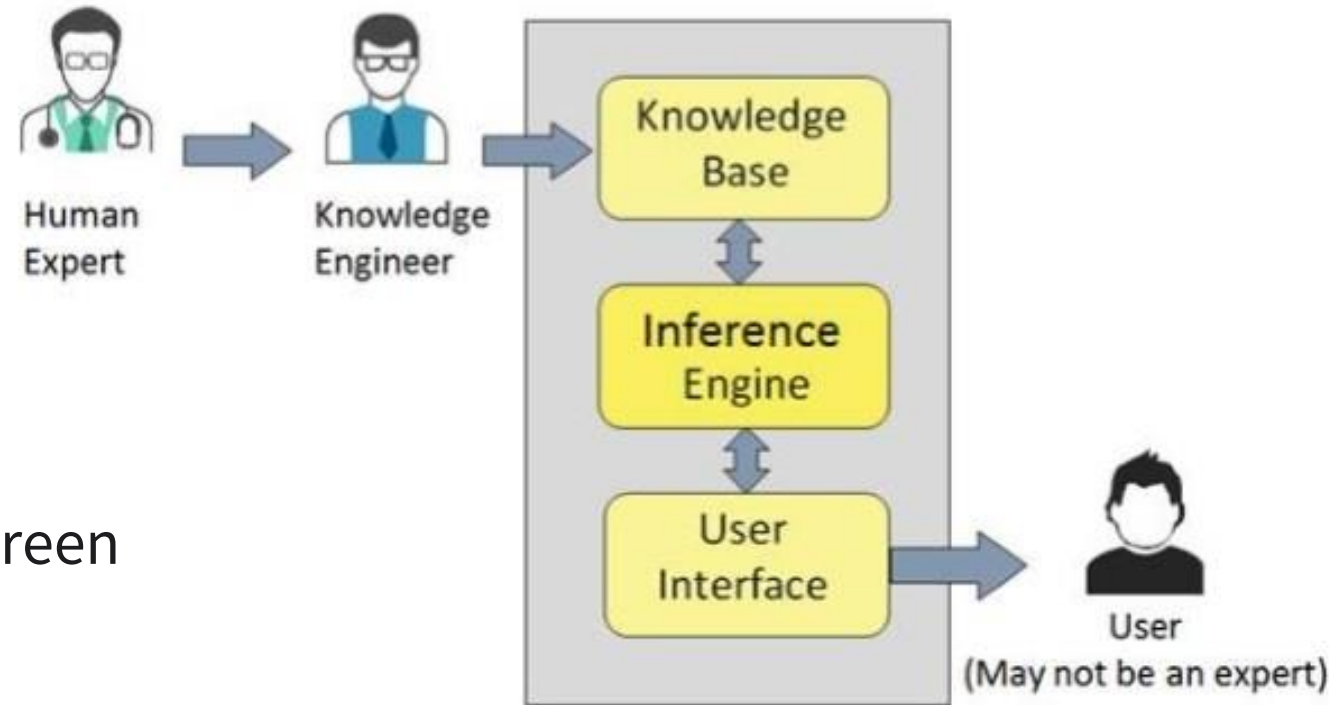 Knowledge
Base
Human
Expert
Knowledge
Engineer
Inference
Engine
reen
User
Interface
User
(May not be an expert)